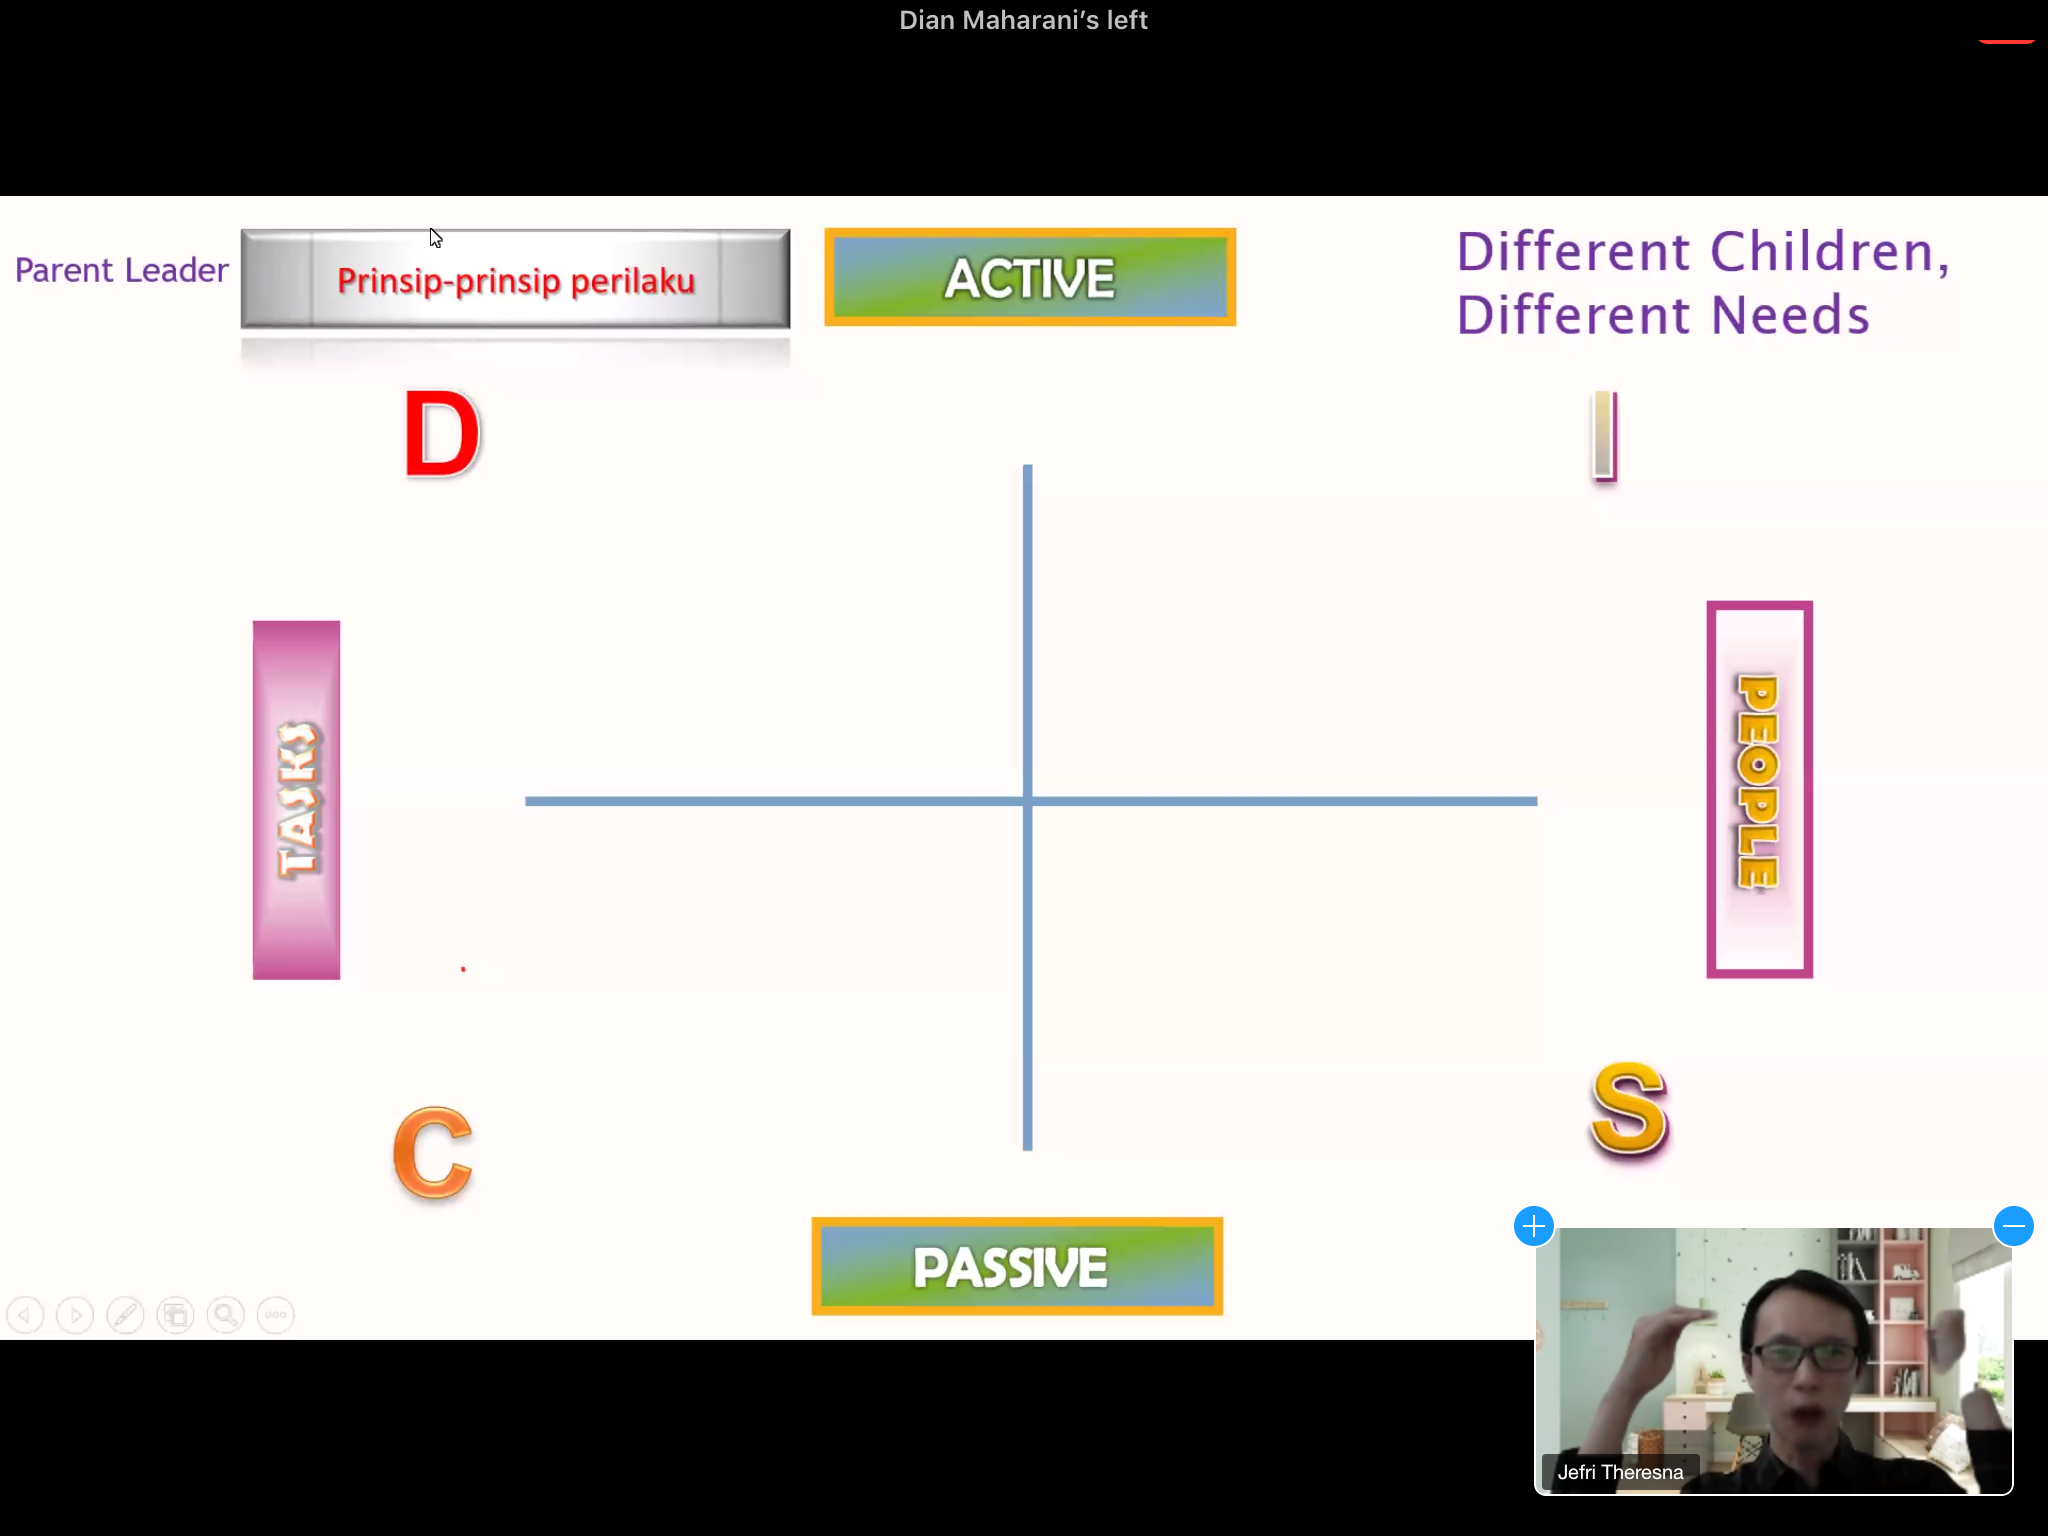 Dian Maharani’s left
Parent Leader
Prinsip-prinsip perilaku
ACTIVE
Different Children,
Different Needs
D
I
TASKS
PEOPLE
C
S
PASSIVE
Jefri Theresna